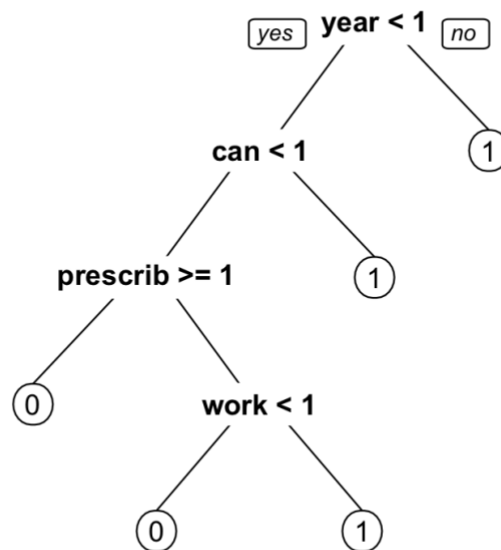 yes year < 1 no
can < 1 1
prescrib >= 1 1
0 work < 1
0 1